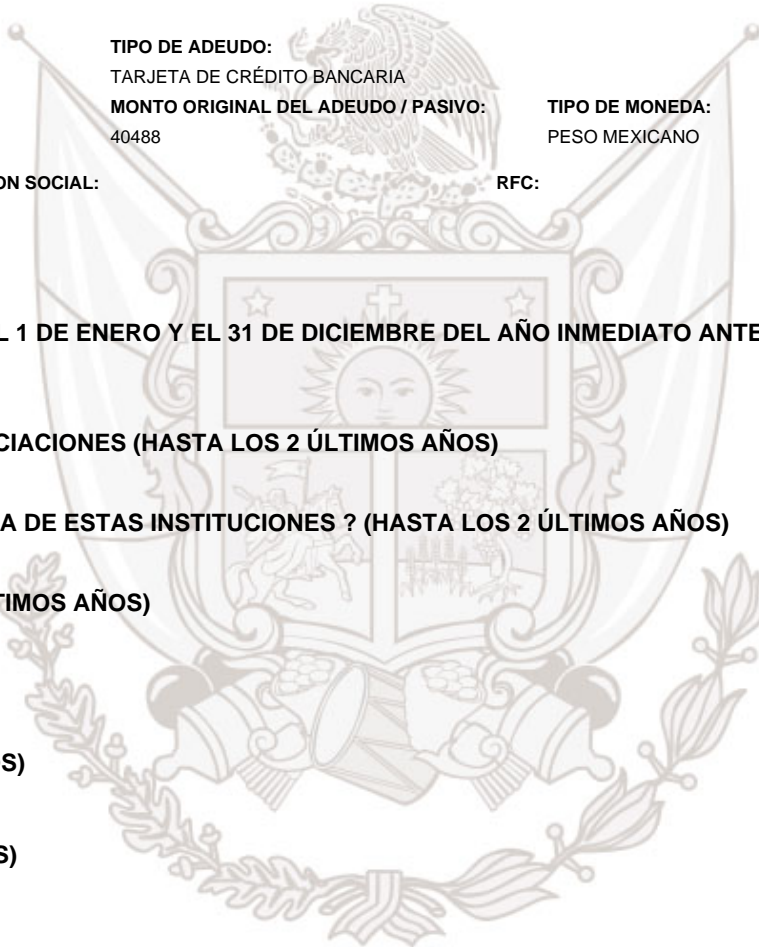 TIPO DE ADEUDO:
TARJETA DE CRÉDITO BANCARIA
MONTO ORIGINAL DEL ADEUDO / PASIVO: TIPO DE MONEDA:
40488 PESO MEXICANO
ON SOCIAL: RFC:
L 1 DE ENERO Y EL 31 DE DICIEMBRE DEL AÑO INMEDIATO ANTE
CIACIONES (HASTA LOS 2 ÚLTIMOS AÑOS)
A DE ESTAS INSTITUCIONES ? (HASTA LOS 2 ÚLTIMOS AÑOS)
TIMOS AÑOS)
S)
S)